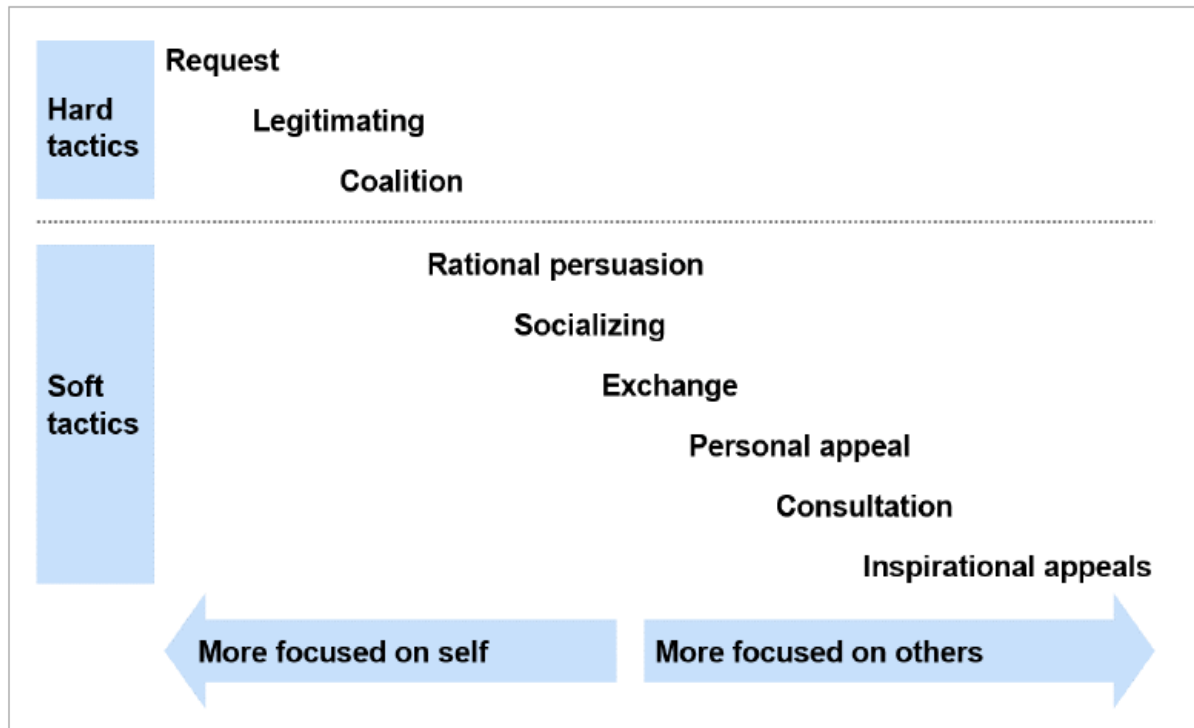 Request
Hard
tactics
Legitimating
Coalition
Rational persuasion
Socializing
Soft
tactics
Exchange
Personal appeal
Consultation
Inspirational appeals
More focused on self
More focused on others